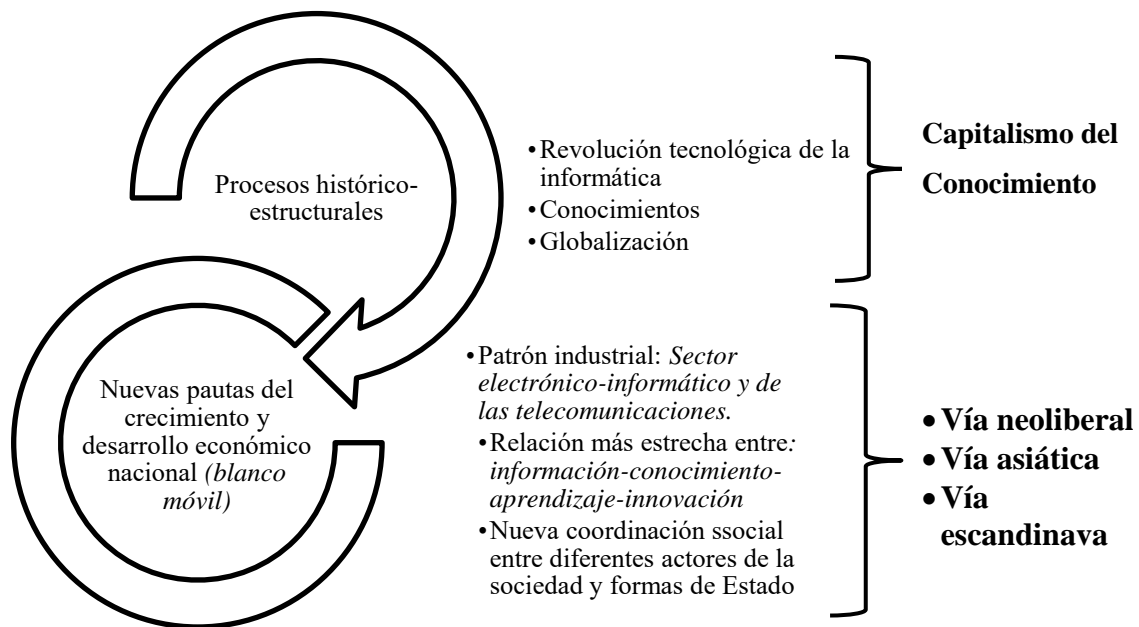 Procesos histórico-
estructurales
•Revolución tecnológica de la
informática
•Conocimientos
•Globalización
Capitalismo del
Conocimiento
Nuevas pautas del
crecimiento y
desarrollo económico
nacional (blanco
móvil)
•Patrón industrial: Sector
electrónico-informático y de
las telecomunicaciones.
•Relación más estrecha entre:
información-conocimiento-
aprendizaje-innovación
•Nueva coordinación ssocial
entre diferentes actores de la
sociedad y formas de Estado
• Vía neoliberal
• Vía asiática
• Vía
escandinava